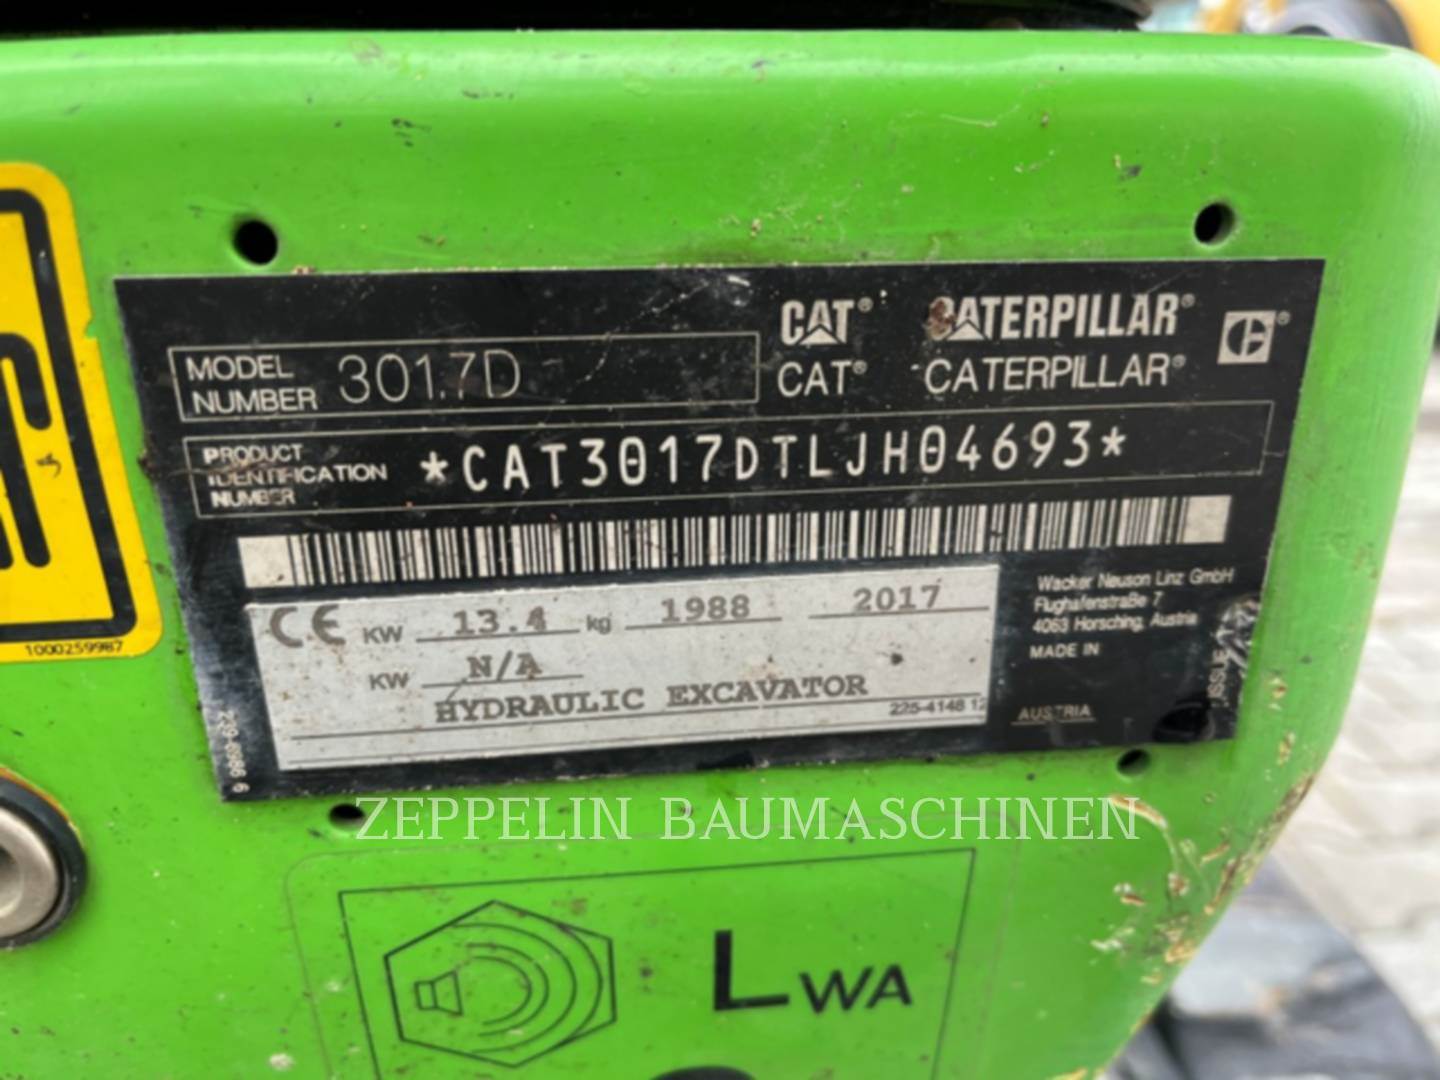 CAT® CATERPILLAR®
CAT® CATERPILLAR®
MODEL NUMBER 301.7D
PRODUCT IDENTIFICATION NUMBER *CAT3017DTLJH04693*
CE KW 13.4 kg 1988 2017
KW N/A
HYDRAULIC EXCAVATOR
225-4148 12
Wacker Neuson Linz GmbH
Flughafenstraße 7
4063 Horsching, Austria
MADE IN
AUSTRIA
ISSUE
1000259987
ZEPPELIN BAUMASCHINEN
LWA